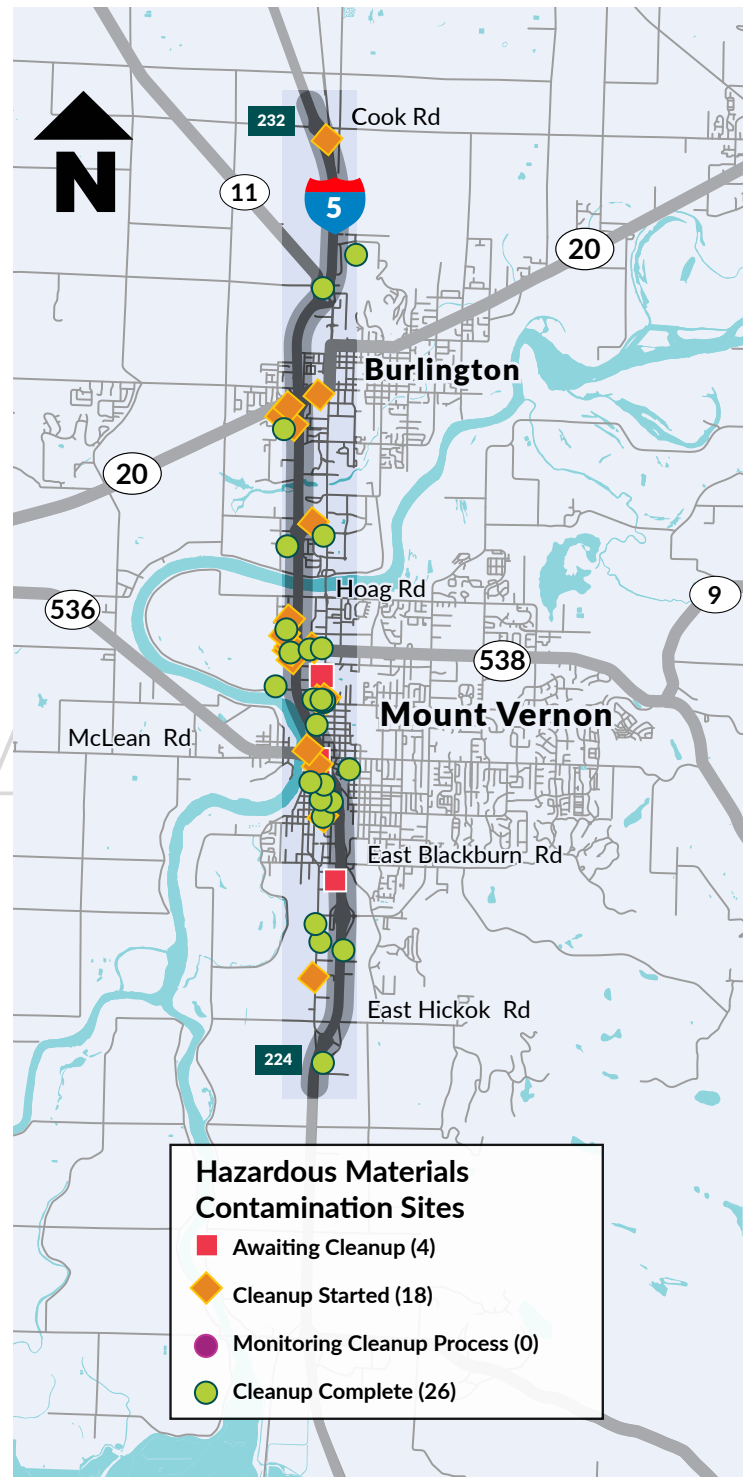 232
Cook Rd
N
11
5
20
Burlington
20
Hoag Rd
536
9
538
Mount Vernon
McLean Rd
East Blackburn Rd
East Hickok Rd
224
Hazardous Materials
Contamination Sites
Awaiting Cleanup (4)
Cleanup Started (18)
Monitoring Cleanup Process (0)
Cleanup Complete (26)